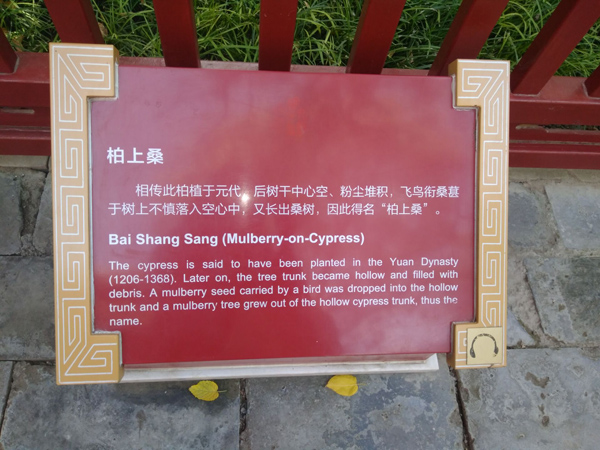 柏上桑
相传此柏植于元代，后树干中心空、粉尘堆积，飞鸟衔桑葚
于树上不慎落入空心中，又长出桑树，因此得名“柏上桑”。
Bai Shang Sang (Mulberry-on-Cypress)
The cypress is said to have been planted in the Yuan Dynasty
(1206-1368). Later on, the tree trunk became hollow and filled with
debris. A mulberry seed carried by a bird was dropped into the hollow
trunk and a mulberry tree grew out of the hollow cypress trunk, thus the
name.